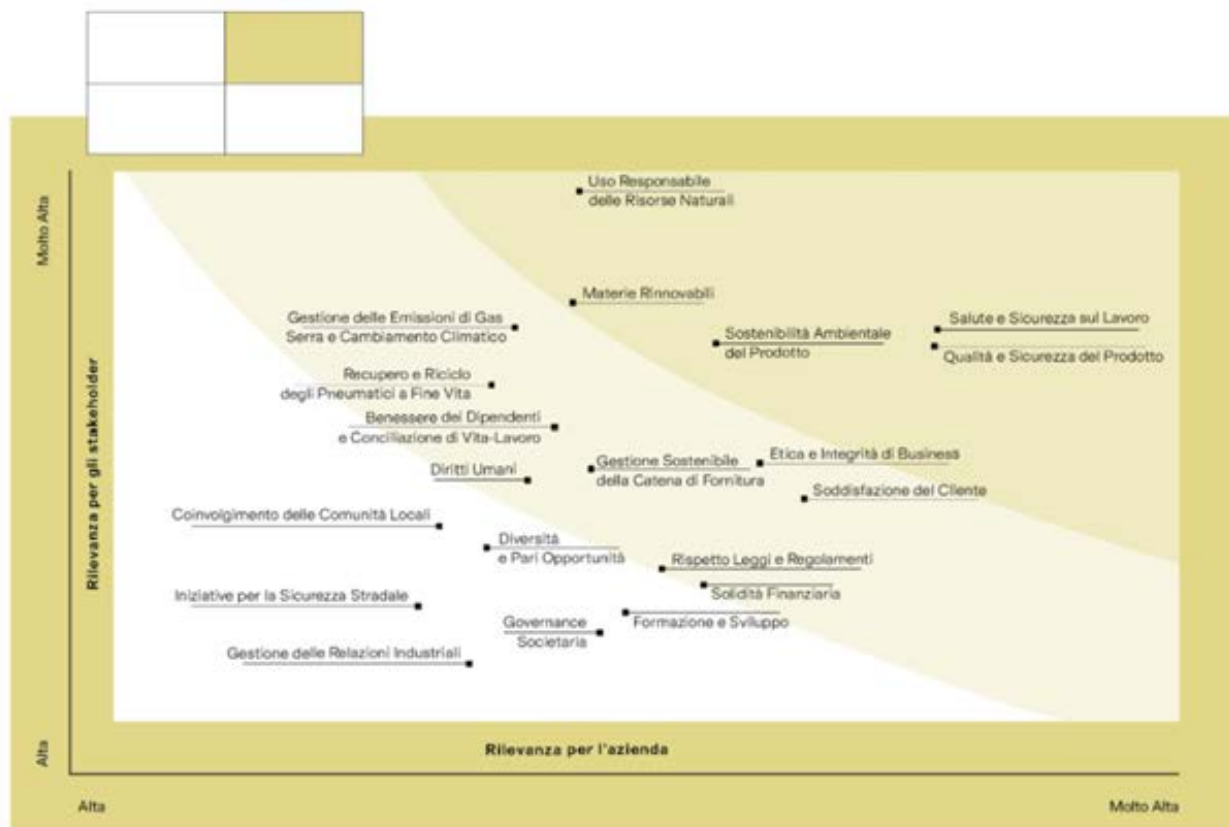 Molto Alta
Rilevanza per gli stakeholder
Alta
Uso Responsabile
delle Risorse Naturali
Materie Rinnovabili
Gestione delle Emissioni di Gas
Serra e Cambiamento Climatico
Sostenibilità Ambientale
del Prodotto
Salute e Sicurezza sul Lavoro
Qualità e Sicurezza del Prodotto
Recupero e Riciclo
degli Pneumatici a Fine Vita
Benessere dei Dipendenti
e Conciliazione di Vita-Lavoro
Diritti Umani
Gestione Sostenibile
della Catena di Fornitura
Etica e Integrità di Business
Soddisfazione del Cliente
Coinvolgimento delle Comunità Locali
Diversità
e Pari Opportunità
Rispetto Leggi e Regolamenti
Solidità Finanziaria
Iniziative per la Sicurezza Stradale
Governance
Societaria
Formazione e Sviluppo
Gestione delle Relazioni Industriali
Rilevanza per l'azienda
Alta
Molto Alta